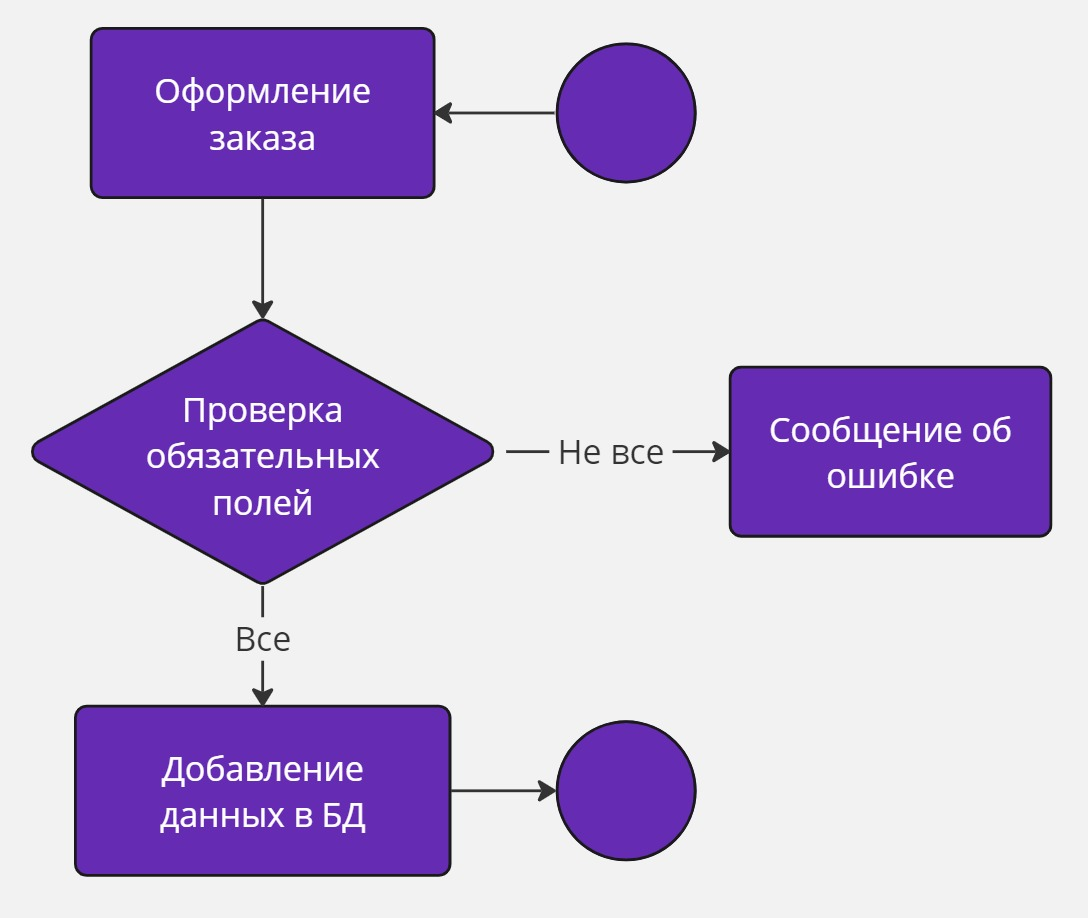 Оформление
заказа
Проверка
обязательных
полей
Не все
Сообщение об
ошибке
Все
Добавление
данных в БД